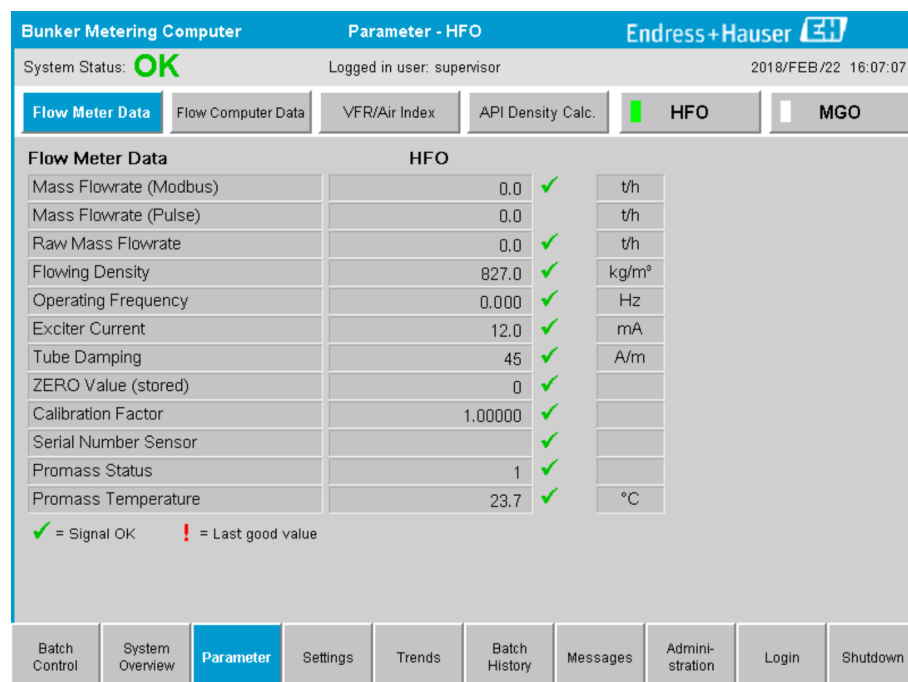 Bunker Metering Computer Parameter - HFO Endress+Hauser EH
System Status: OK Logged in user: supervisor 2018/FEB/22 16:07:07
Flow Meter Data Flow Computer Data VFR/Air Index API Density Calc. HFO MGO
Flow Meter Data HFO
Mass Flowrate (Modbus) 0.0 ✓ t/h
Mass Flowrate (Pulse) 0.0 t/h
Raw Mass Flowrate 0.0 ✓ t/h
Flowing Density 827.0 ✓ kg/m³
Operating Frequency 0.000 ✓ Hz
Exciter Current 12.0 ✓ mA
Tube Damping 45 ✓ A/m
ZERO Value (stored) 0 ✓
Calibration Factor 1.00000 ✓
Serial Number Sensor ✓
Promass Status 1 ✓
Promass Temperature 23.7 ✓ °C
✓ = Signal OK ! = Last good value
Batch Control System Overview Parameter Settings Trends Batch History Messages Admini-stration Login Shutdown